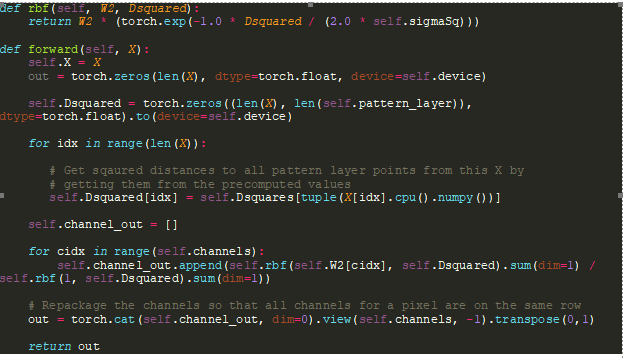 def rbf(self, W2, Dsquared):
    return W2 * (torch.exp(-1.0 * Dsquared / (2.0 * self.sigmaSq)))
def forward(self, X):
    self.X = X
    out = torch.zeros(len(X), dtype=torch.float, device=self.device)
    self.Dsquared = torch.zeros((len(X), len(self.pattern_layer)),
dtype=torch.float).to(device=self.device)
    for idx in range(len(X)):
        # Get sqaured distances to all pattern layer points from this X by
        # getting them from the precomputed values
        self.Dsquared[idx] = self.Dsquares[tuple(X[idx].cpu().numpy())]
    self.channel_out = []
    for cidx in range(self.channels):
        self.channel_out.append(self.rbf(self.W2[cidx], self.Dsquared).sum(dim=1) /
self.rbf(1, self.Dsquared).sum(dim=1))
    # Repackage the channels so that all channels for a pixel are on the same row
    out = torch.cat(self.channel_out, dim=0).view(self.channels, -1).transpose(0,1)
    return out